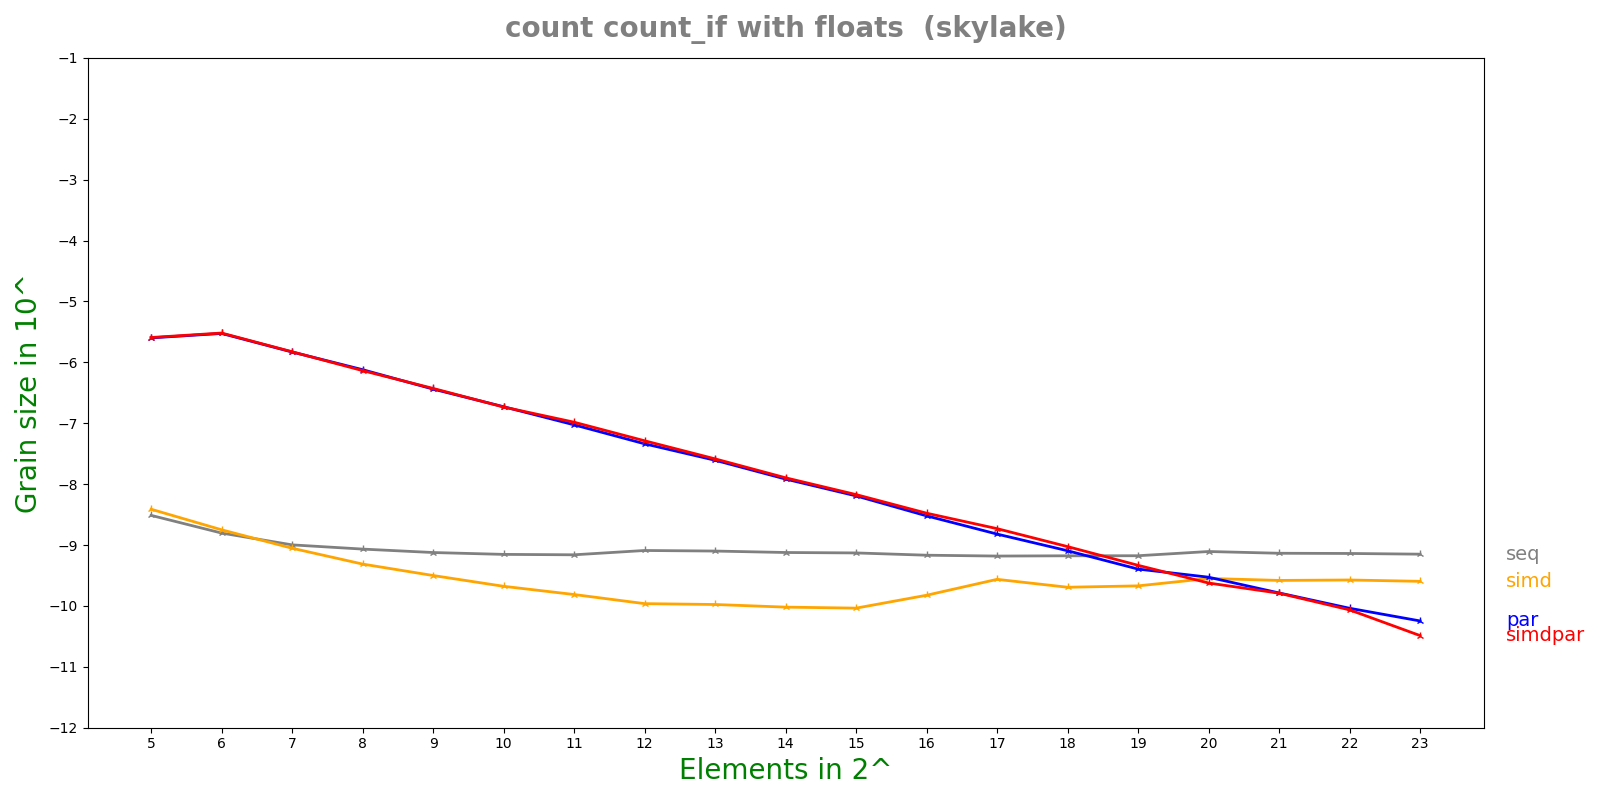 count count_if with floats (skylake)
Grain size in 10^
−1
−2
−3
−4
−5
−6
−7
−8
−9
−10
−11
−12
seq
simd
par
simdpar
5 6 7 8 9 10 11 12 13 14 15 16 17 18 19 20 21 22 23
Elements in 2^